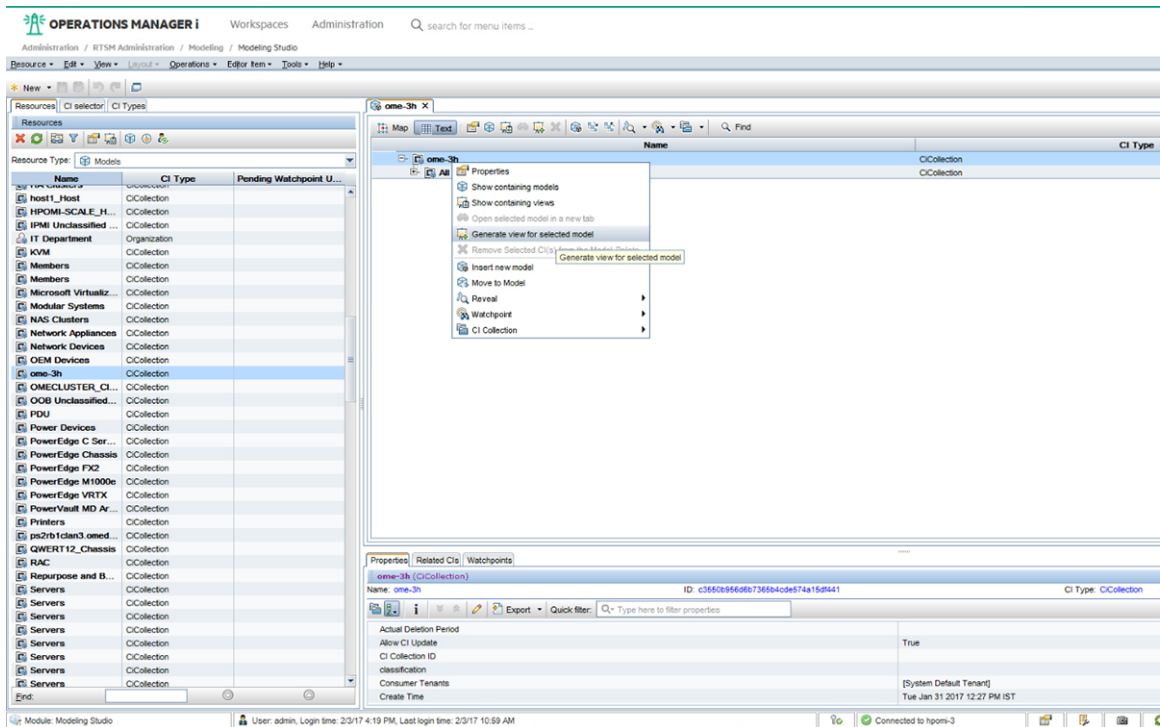 OPERATIONS MANAGER i Workspaces Administration search for menu items ...
Administration / RTSM Administration / Modeling / Modeling Studio
Resource Edit View Layout Operations Editor Item Tools Help
New
Resources CI selector CI Types
Resources
Resource Type: Models
Name CI Type Pending Watchpoint U...
HA Clusters CiCollection
host1_Host CiCollection
HPOMI-SCALE_H... CiCollection
IPMI Unclassified ... CiCollection
IT Department Organization
KVM CiCollection
Members CiCollection
Members CiCollection
Microsoft Virtualiz... CiCollection
Modular Systems CiCollection
NAS Clusters CiCollection
Network Appliances CiCollection
Network Devices CiCollection
OEM Devices CiCollection
ome-3h CiCollection
OMECLUSTER_CI... CiCollection
OOB Unclassified... CiCollection
PDU CiCollection
Power Devices CiCollection
PowerEdge C Ser... CiCollection
PowerEdge Chassis CiCollection
PowerEdge FX2 CiCollection
PowerEdge M1000e CiCollection
PowerEdge VRTX CiCollection
PowerVault MD Ar... CiCollection
Printers CiCollection
ps2rb1clan3.omed... CiCollection
QWERT12_Chassis CiCollection
RAC CiCollection
Repurpose and B... CiCollection
Servers CiCollection
Servers CiCollection
Servers CiCollection
Servers CiCollection
Servers CiCollection
Servers CiCollection
Servers CiCollection
Servers CiCollection
Find:
ome-3h X
Map Text Find
Name CI Type
ome-3h CiCollection
All CiCollection
Properties
Show containing models
Show containing views
Open selected model in a new tab
Generate view for selected model
Remove Selected CI(s) from the Model
Generate view for selected model
Insert new model
Move to Model
Reveal
Watchpoint
CI Collection
Properties Related CIs Watchpoints
ome-3h (CiCollection)
Name: ome-3h ID: c3550b956d6b7365b4cde574a15df441 CI Type: CiCollection
Export Quick filter: Type here to filter properties
Actual Deletion Period
Allow CI Update True
CI Collection ID
classification
Consumer Tenants [System Default Tenant]
Create Time Tue Jan 31 2017 12:27 PM IST
Module: Modeling Studio User: admin, Login time: 2/3/17 4:19 PM, Last login time: 2/3/17 10:59 AM Connected to hpomi-3